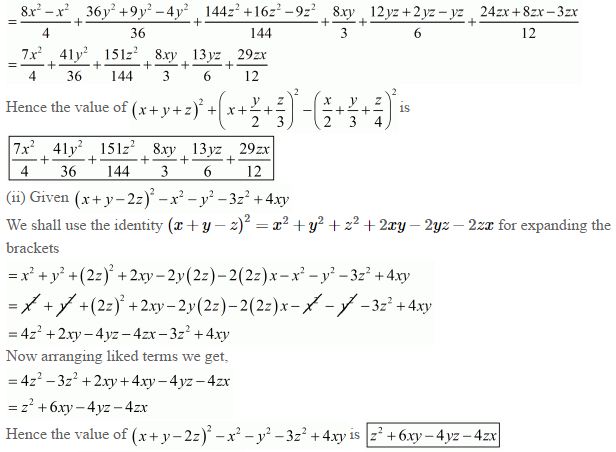 = (8x² − x²)/4 + (36y² + 9y² − 4y²)/36 + (144z² + 16z² − 9z²)/144 + 8xy/3 + (12yz + 2yz − yz)/6 + (24zx + 8zx − 3zx)/12
= 7x²/4 + 41y²/36 + 151z²/144 + 8xy/3 + 13yz/6 + 29zx/12
Hence the value of (x + y + z)² + (x + y/2 + z/3)² − (x/2 + y/3 + z/4)² is
7x²/4 + 41y²/36 + 151z²/144 + 8xy/3 + 13yz/6 + 29zx/12
(ii) Given (x + y − 2z)² − x² − y² − 3z² + 4xy
We shall use the identity (x + y − z)² = x² + y² + z² + 2xy − 2yz − 2zx for expanding the
brackets
= x² + y² + (2z)² + 2xy − 2y(2z) − 2(2z)x − x² − y² − 3z² + 4xy
= x² + y² + (2z)² + 2xy − 2y(2z) − 2(2z)x − x² − y² − 3z² + 4xy
= 4z² + 2xy − 4yz − 4zx − 3z² + 4xy
Now arranging liked terms we get,
= 4z² − 3z² + 2xy + 4xy − 4yz − 4zx
= z² + 6xy − 4yz − 4zx
Hence the value of (x + y − 2z)² − x² − y² − 3z² + 4xy is z² + 6xy − 4yz − 4zx